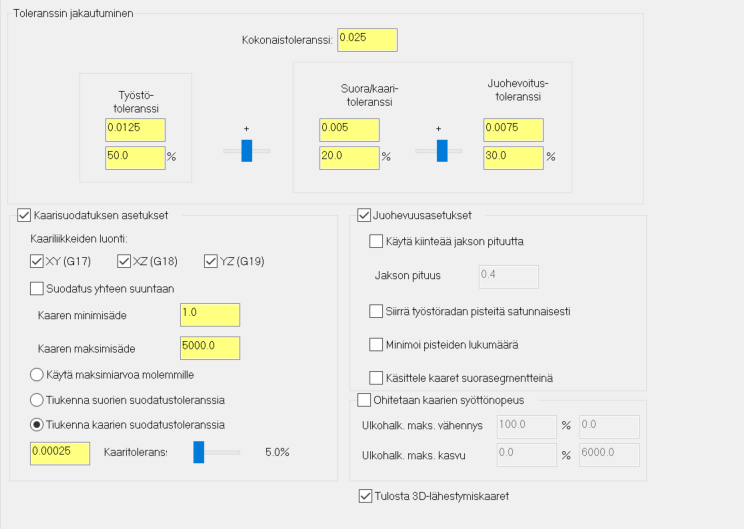 Toleranssin jakautuminen
Kokonaistoleranssi: 0.025
Työstö-
toleranssi
0.0125
50.0 %
+
Suora/kaari-
toleranssi
0.005
20.0 %
+
Juohevoitus-
toleranssi
0.0075
30.0 %
Kaarisuodatuksen asetukset
Kaariliikkeiden luonti:
XY (G17) XZ (G18) YZ (G19)
Suodatus yhteen suuntaan
Kaaren minimisäde 1.0
Kaaren maksimisäde 5000.0
Käytä maksimiarvoa molemmille
Tiukenna suorien suodatustoleranssia
Tiukenna kaarien suodatustoleranssia
0.00025 Kaaritolerans: 5.0%
Juohevuusasetukset
Käytä kiinteää jakson pituutta
Jakson pituus 0.4
Siirrä työstöradan pisteitä satunnaisesti
Minimoi pisteiden lukumäärä
Käsittele kaaret suorasegmentteinä
Ohitetaan kaarien syöttönopeus
Ulkohalk. maks. vähennys 100.0 % 0.0
Ulkohalk. maks. kasvu 0.0 % 6000.0
Tulosta 3D-lähestymiskaaret